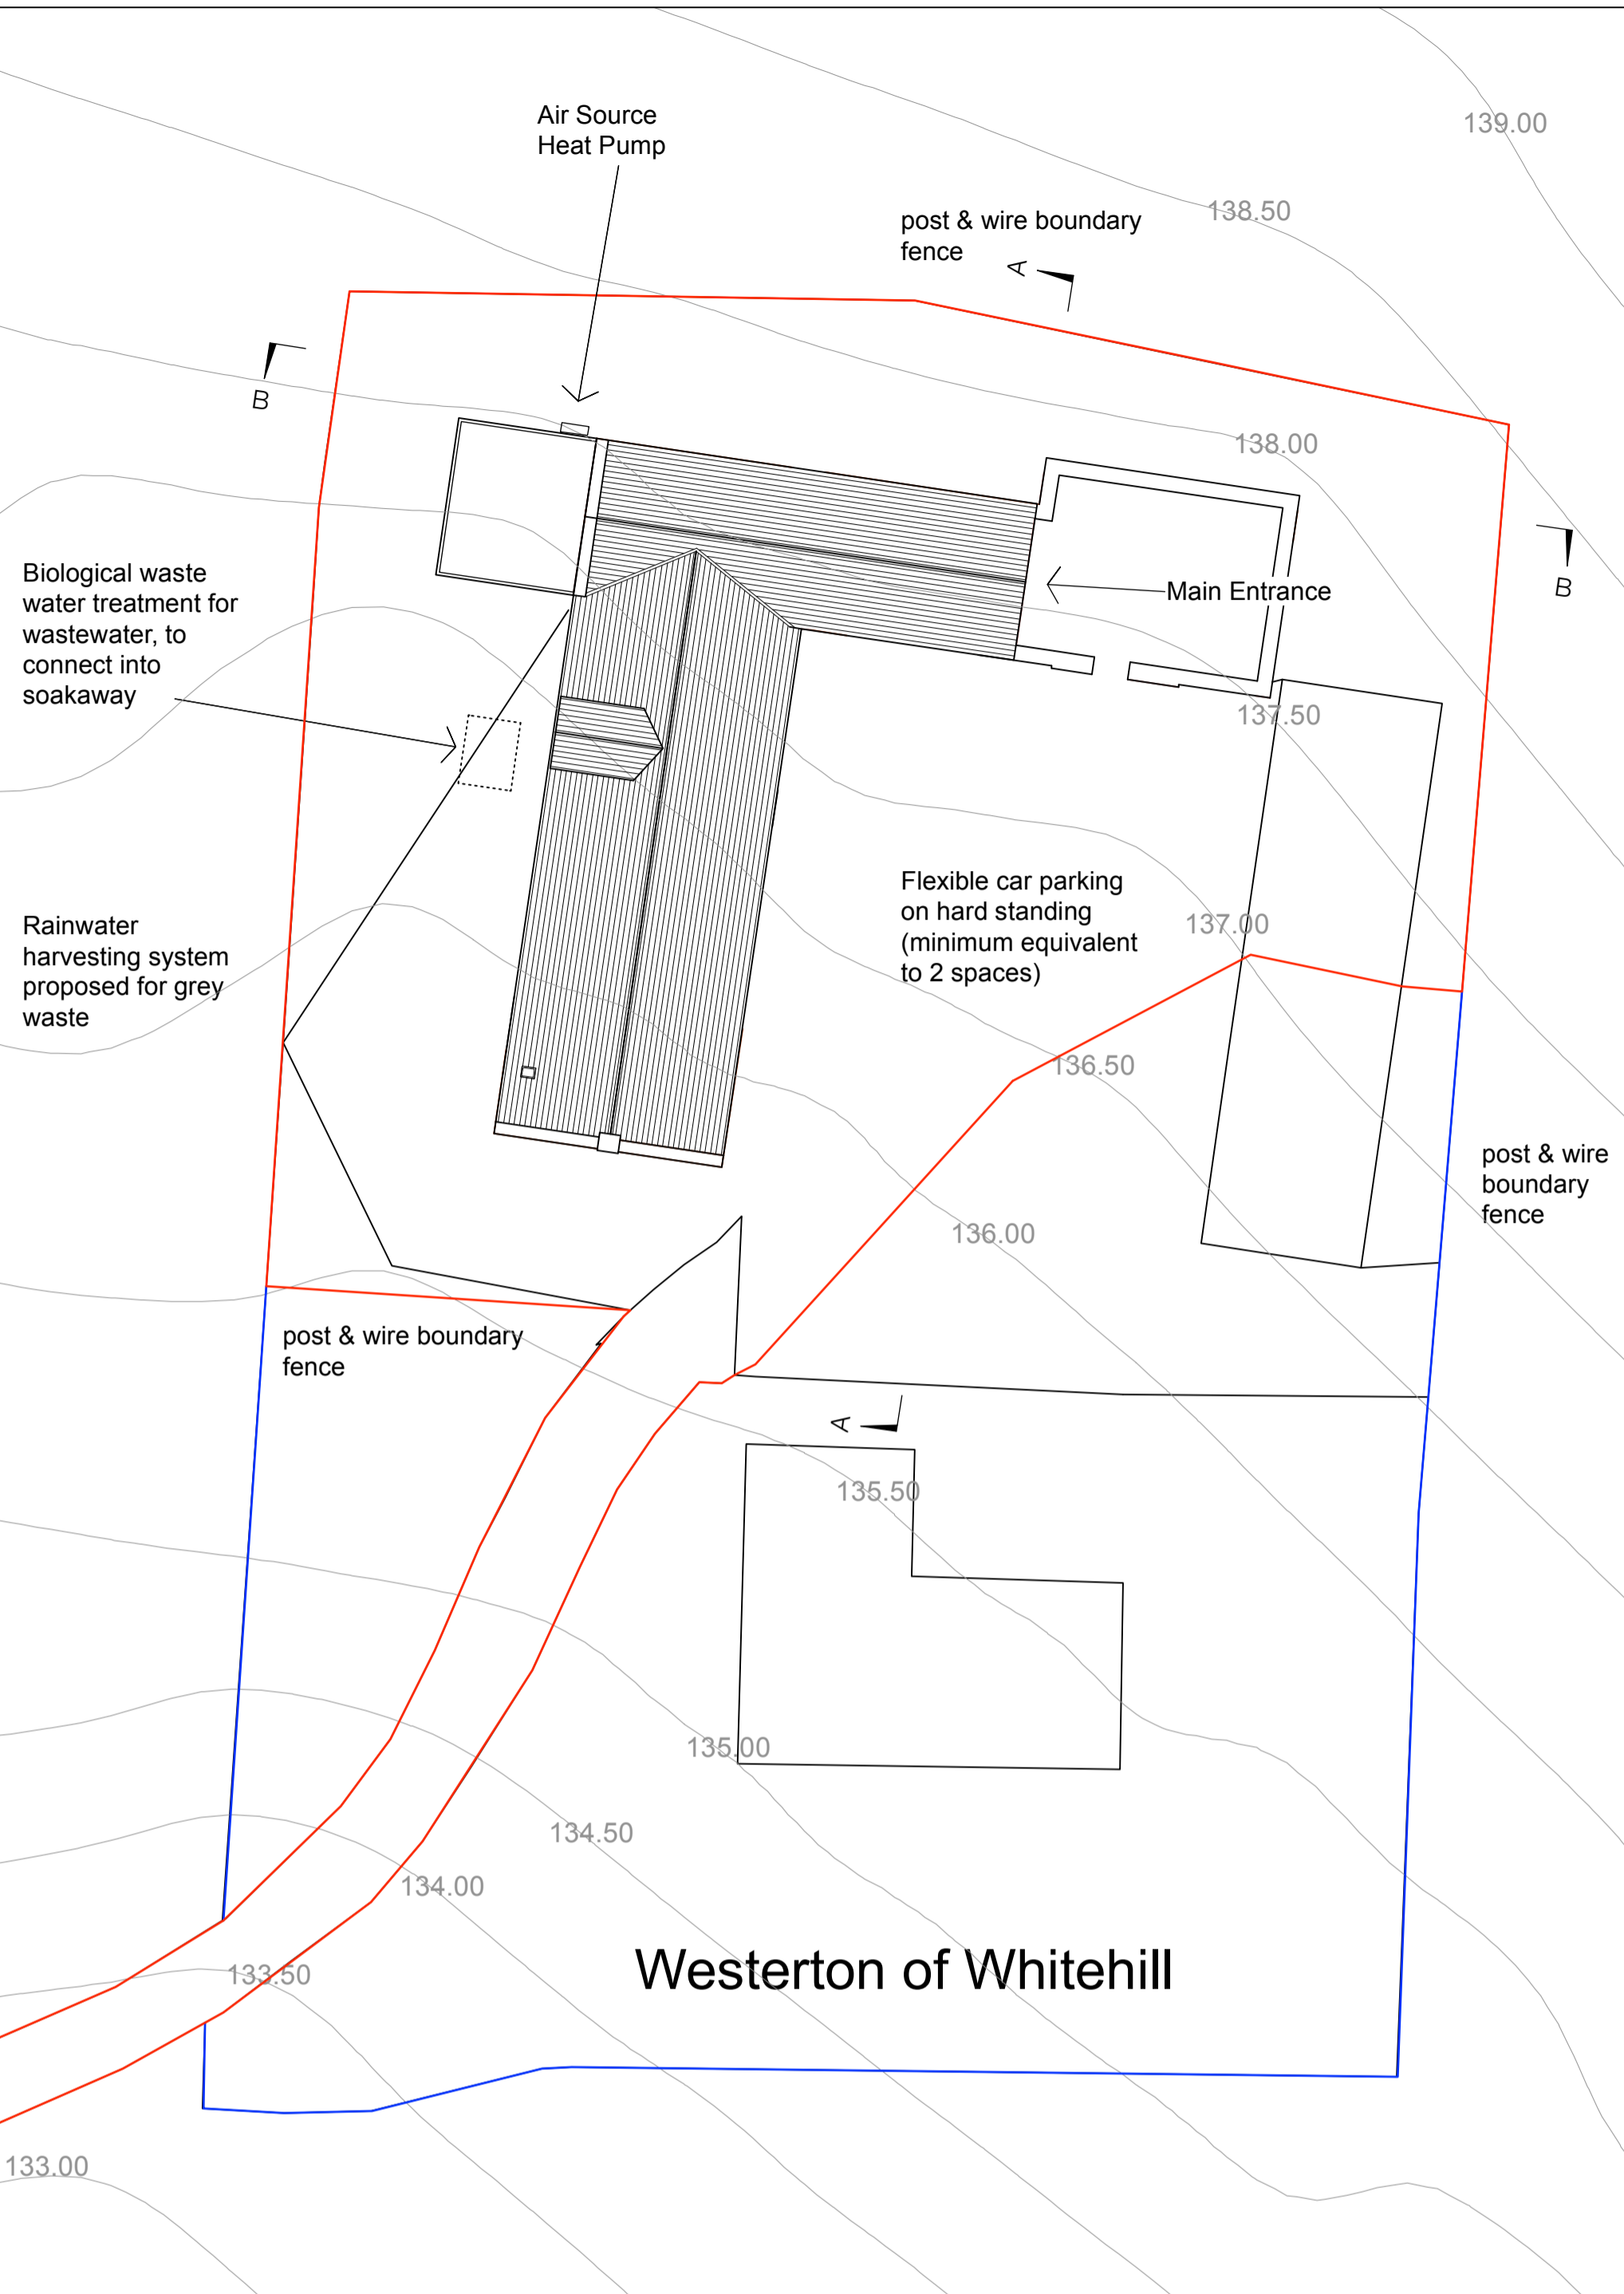 Air Source
Heat Pump
139.00
138.50
post & wire boundary
fence
A
B
138.00
Biological waste
water treatment for
wastewater, to
connect into
soakaway
Main Entrance
B
137.50
Flexible car parking
on hard standing
(minimum equivalent
to 2 spaces)
137.00
Rainwater
harvesting system
proposed for grey
waste
136.50
post & wire
boundary
fence
136.00
post & wire boundary
fence
A
135.50
135.00
134.50
134.00
Westerton of Whitehill
133.50
133.00